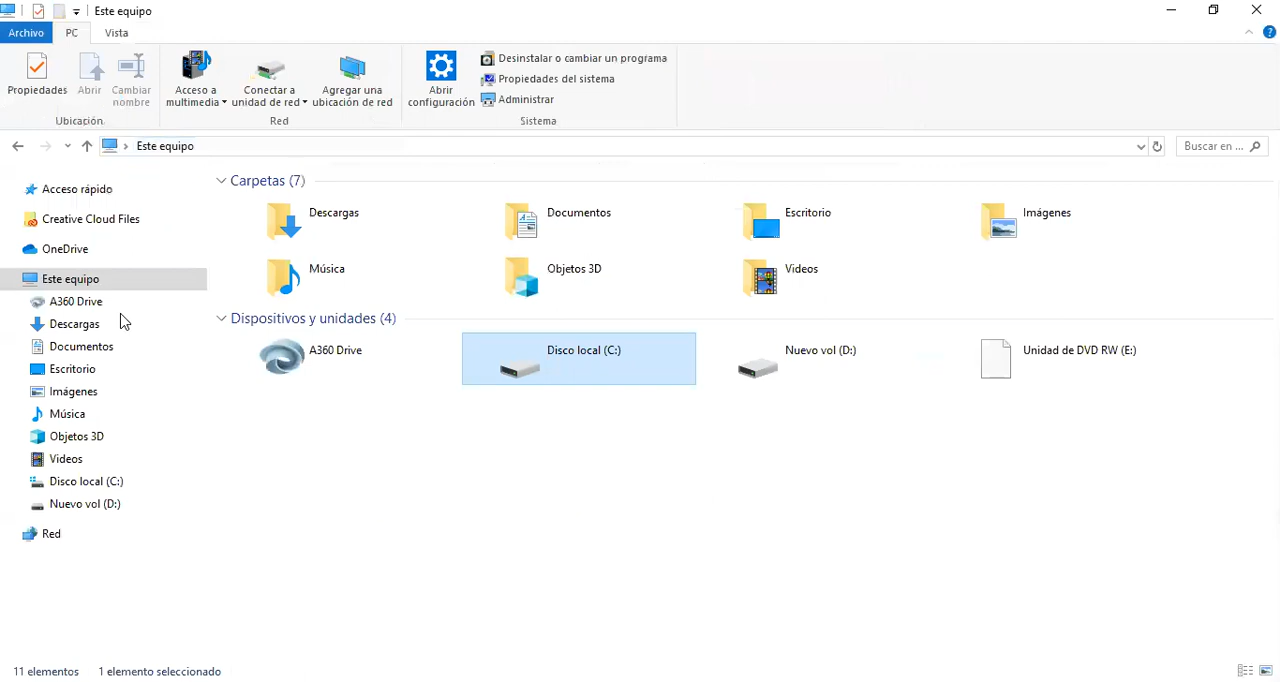 Este equipo
Archivo PC Vista
Propiedades Abrir Cambiar nombre
Ubicación
Acceso a multimedia Conectar a unidad de red Agregar una ubicación de red
Red
Abrir configuración
Desinstalar o cambiar un programa
Propiedades del sistema
Administrar
Sistema
Este equipo
Buscar en ...
Acceso rápido
Creative Cloud Files
OneDrive
Este equipo
A360 Drive
Descargas
Documentos
Escritorio
Imágenes
Música
Objetos 3D
Videos
Disco local (C:)
Nuevo vol (D:)
Red
Carpetas (7)
Descargas Documentos Escritorio Imágenes
Música Objetos 3D Videos
Dispositivos y unidades (4)
A360 Drive Disco local (C:) Nuevo vol (D:) Unidad de DVD RW (E:)
11 elementos 1 elemento seleccionado